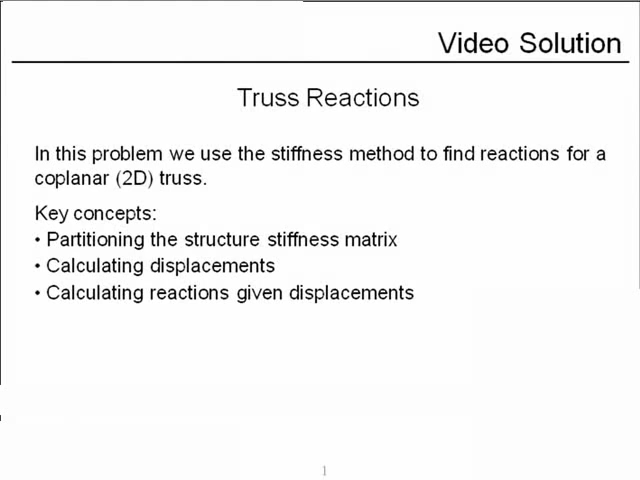 Video Solution
Truss Reactions
In this problem we use the stiffness method to find reactions for a
coplanar (2D) truss.
Key concepts:
• Partitioning the structure stiffness matrix
• Calculating displacements
• Calculating reactions given displacements
1